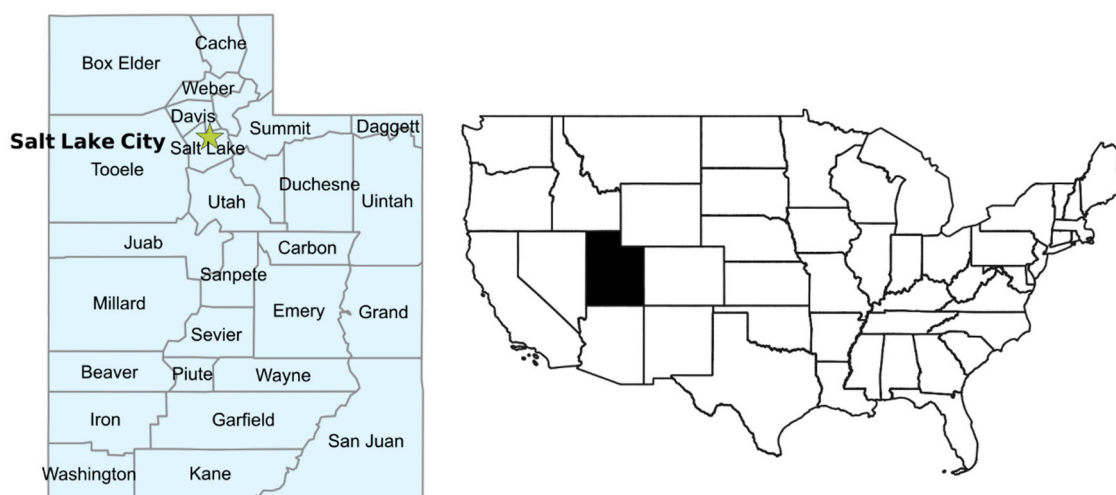 Cache
Box Elder
Weber
Davis
Summit
Daggett
Salt Lake City
Salt Lake
Tooele
Duchesne
Utah
Uintah
Juab
Carbon
Sanpete
Millard
Emery
Grand
Sevier
Beaver
Piute
Wayne
Iron
Garfield
San Juan
Washington
Kane